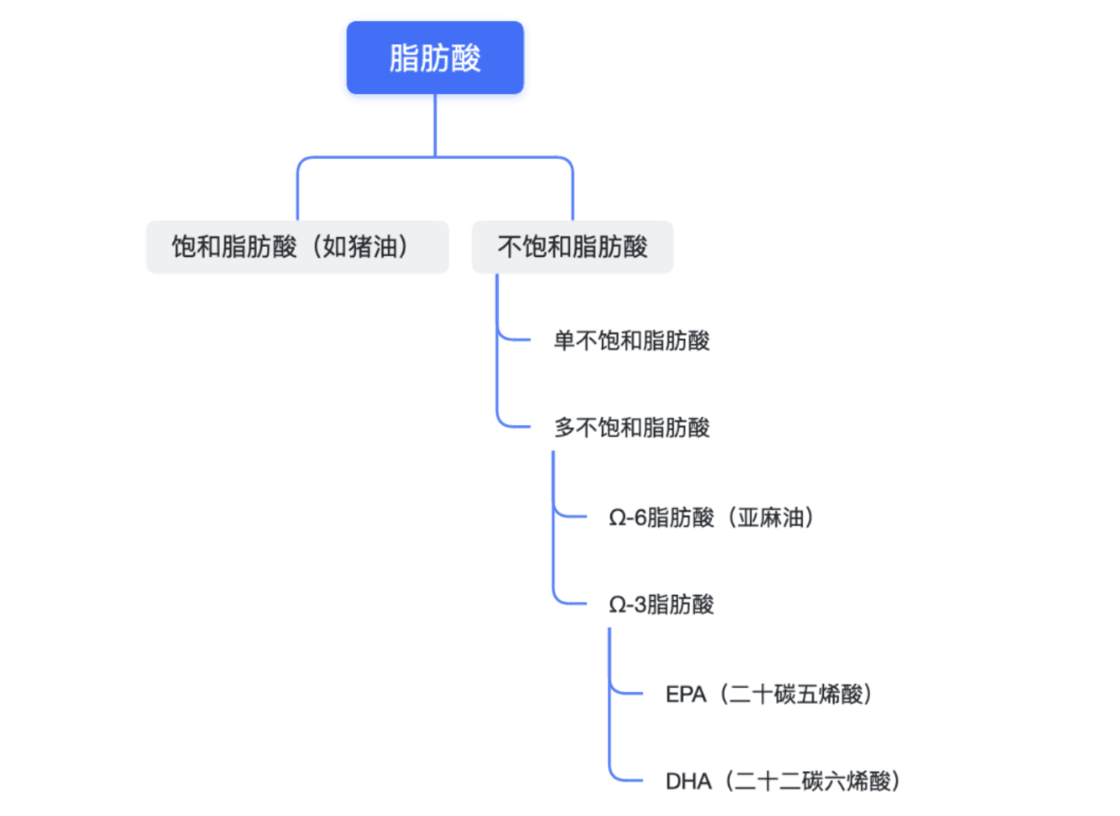 脂肪酸
饱和脂肪酸（如猪油）
不饱和脂肪酸
单不饱和脂肪酸
多不饱和脂肪酸
Ω-6脂肪酸（亚麻油）
Ω-3脂肪酸
EPA（二十碳五烯酸）
DHA（二十二碳六烯酸）